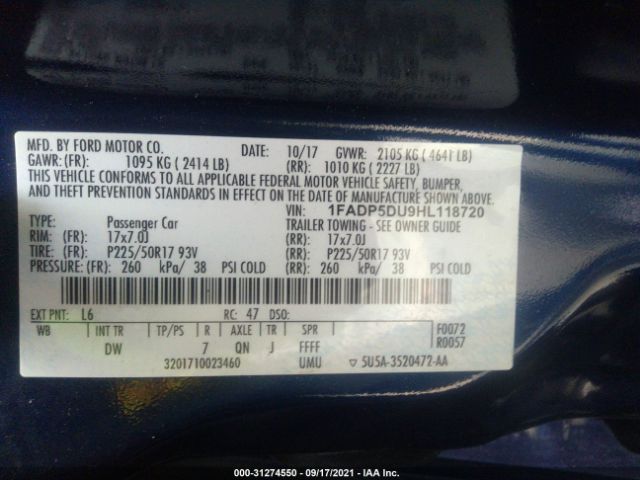 MFD. BY FORD MOTOR CO. DATE: 10/17 GVWR: 2105 KG ( 4641 LB)
GAWR: (FR): 1095 KG ( 2414 LB) (RR): 1010 KG ( 2227 LB)
THIS VEHICLE CONFORMS TO ALL APPLICABLE FEDERAL MOTOR VEHICLE SAFETY, BUMPER,
AND THEFT PREVENTION STANDARDS IN EFFECT ON THE DATE OF MANUFACTURE SHOWN ABOVE.
VIN: 1FADP5DU9HL118720
TYPE: Passenger Car TRAILER TOWING - SEE OWNER GUIDE
RIM: (FR): 17x7.0J (RR): 17x7.0J
TIRE: (FR): P225/50R17 93V (RR): P225/50R17 93V
PRESSURE: (FR): 260 kPa/ 38 PSI COLD (RR): 260 kPa/ 38 PSI COLD
EXT PNT: L6 RC: 47 DSO:
WB INT TR TP/PS R AXLE TR SPR F0072
DW 7 QN J FFFF R0057
3201710023460 UMU ▽ 5U5A-3520472-AA
000-31274550 - 09/17/2021 - IAA Inc.